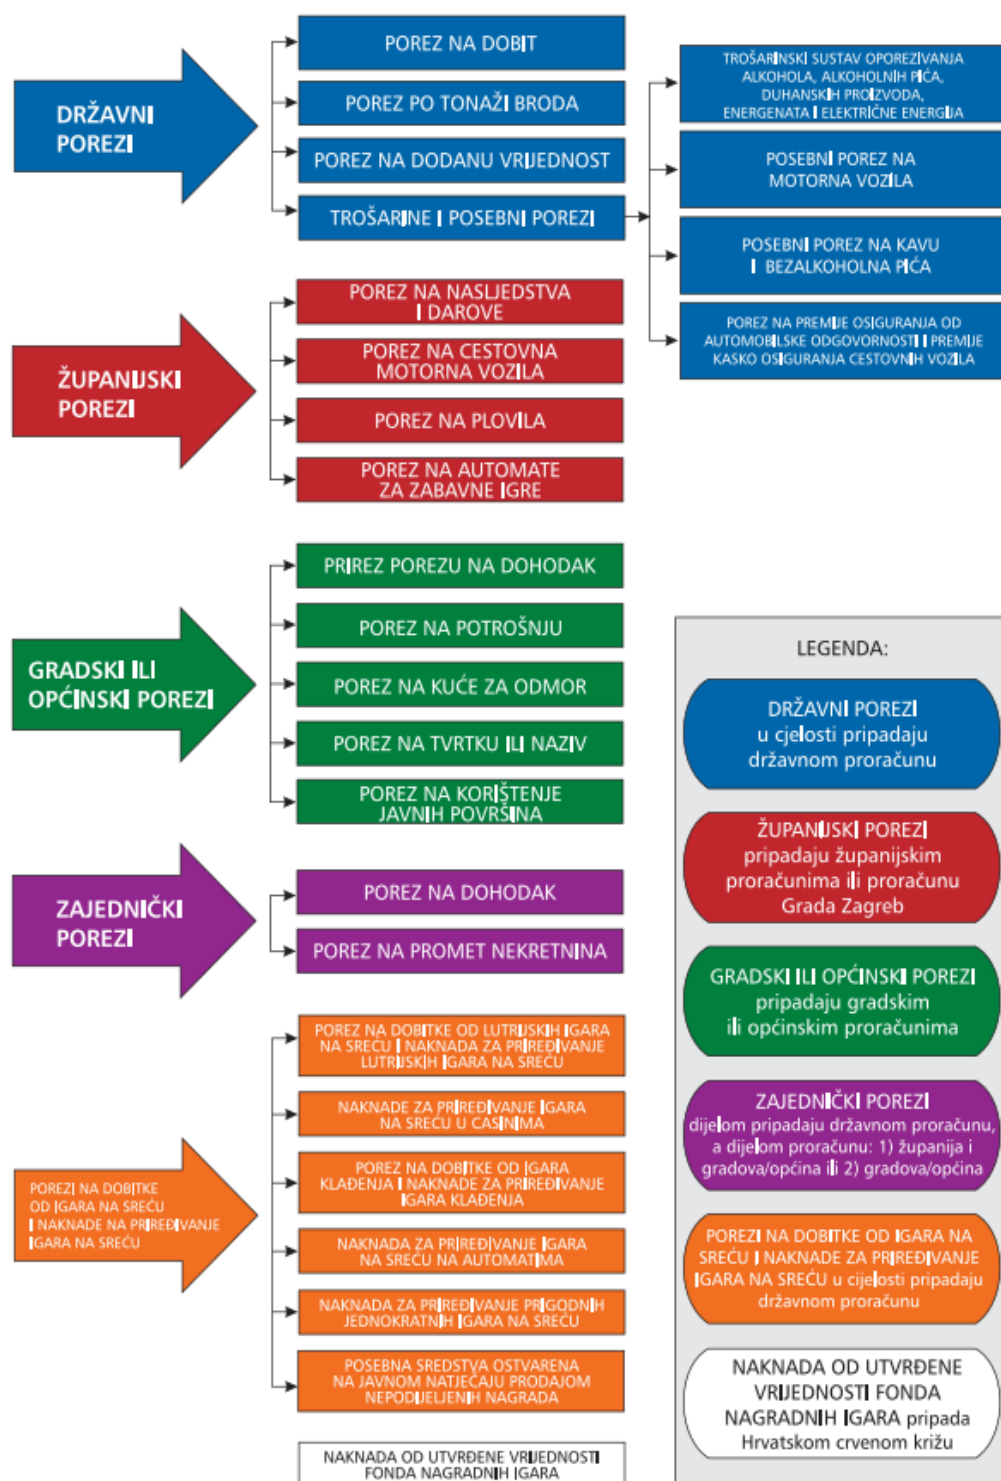 DRŽAVNI
POREZI
POREZ NA DOBIT
POREZ PO TONAŽI BRODA
POREZ NA DODANU VRIJEDNOST
TROŠARINE I POSEBNI POREZI
TROŠARINSKI SUSTAV OPOREZIVANJA
ALKOHOLA, ALKOHOLNIH PIĆA,
DUHANSKIH PROIZVODA,
ENERGENATA I ELEKTRIČNE ENERGIJA
POSEBNI POREZ NA
MOTORNA VOZILA
POSEBNI POREZ NA KAVU
I BEZALKOHOLNA PIĆA
POREZ NA PREMIJE OSIGURANJA OD
AUTOMOBILSKE ODGOVORNOSTI I PREMIJE
KASKO OSIGURANJA CESTOVNIH VOZILA
ŽUPANIJSKI
POREZI
POREZ NA NASLJEDSTVA
I DAROVE
POREZ NA CESTOVNA
MOTORNA VOZILA
POREZ NA PLOVILA
POREZ NA AUTOMATE
ZA ZABAVNE IGRE
GRADSKI ILI
OPĆINSKI POREZI
PRIREZ POREZU NA DOHODAK
POREZ NA POTROŠNJU
POREZ NA KUĆE ZA ODMOR
POREZ NA TVRTKU ILI NAZIV
POREZ NA KORIŠTENJE
JAVNIH POVRŠINA
ZAJEDNIČKI
POREZI
POREZ NA DOHODAK
POREZ NA PROMET NEKRETNINA
POREZI NA DOBITKE
OD IGARA NA SREĆU
I NAKNADE NA PRIREĐIVANJE
IGARA NA SREĆU
POREZ NA DOBITKE OD LUTRIJSKIH IGARA
NA SREĆU I NAKNADA ZA PRIREĐIVANJE
LUTRIJSKIH IGARA NA SREĆU
NAKNADE ZA PRIREĐIVANJE IGARA
NA SREĆU U CASINIMA
POREZ NA DOBITKE OD IGARA
KLAĐENJA I NAKNADE ZA PRIREĐIVANJE
IGARA KLAĐENJA
NAKNADA ZA PRIREĐIVANJE IGARA
NA SREĆU NA AUTOMATIMA
NAKNADA ZA PRIREĐIVANJE PRIGODNIH
JEDNOKRATNIH IGARA NA SREĆU
POSEBNA SREDSTVA OSTVARENA
NA JAVNOM NATJEČAJU PRODAJOM
NEPODIJELJENIH NAGRADA
NAKNADA OD UTVRĐENE VRIJEDNOSTI
FONDA NAGRADNIH IGARA
LEGENDA:
DRŽAVNI POREZI
u cjelosti pripadaju
državnom proračunu
ŽUPANIJSKI POREZI
pripadaju županijskim
proračunima ili proračunu
Grada Zagreb
GRADSKI ILI OPĆINSKI POREZI
pripadaju gradskim
ili općinskim proračunima
ZAJEDNIČKI POREZI
dijelom pripadaju državnom proračunu,
a dijelom proračunu: 1) županija i
gradova/općina ili 2) gradova/općina
POREZI NA DOBITKE OD IGARA NA
SREĆU I NAKNADE ZA PRIREĐIVANJE
IGARA NA SREĆU u cijelosti pripadaju
državnom proračunu
NAKNADA OD UTVRĐENE
VRIJEDNOSTI FONDA
NAGRADNIH IGARA pripada
Hrvatskom crvenom križu